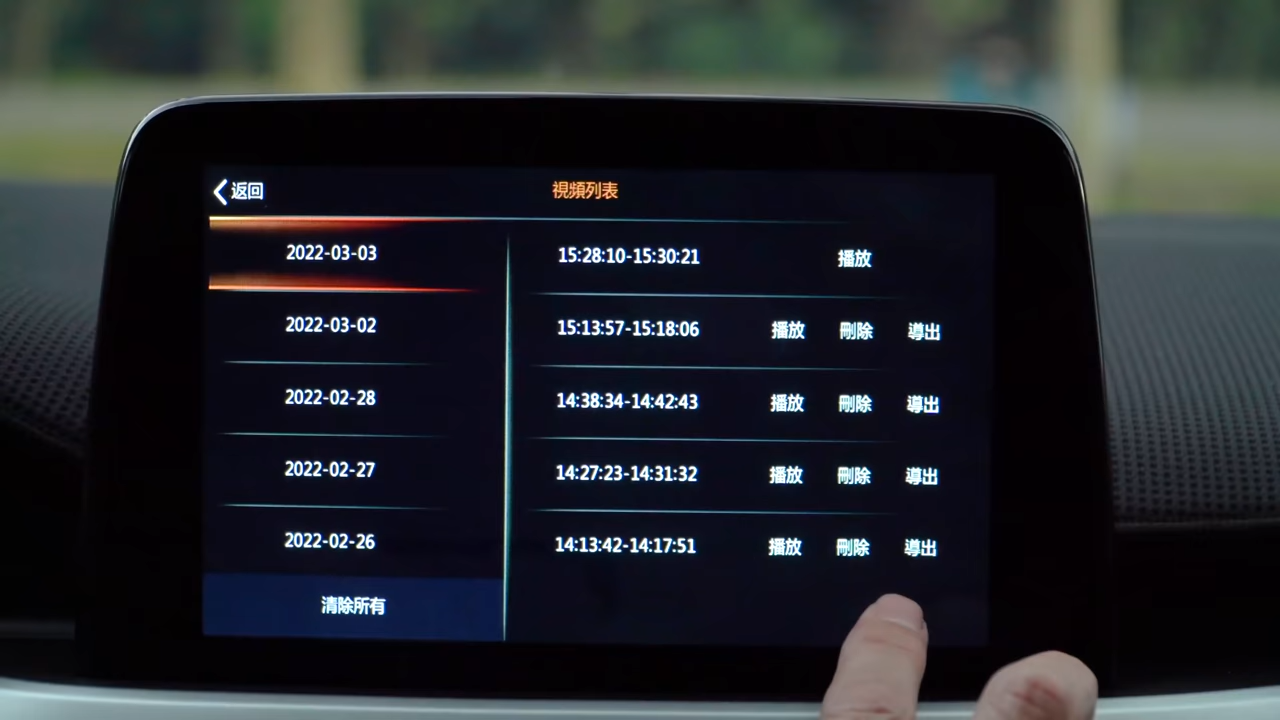 返回
視頻列表
2022-03-03
2022-03-02
2022-02-28
2022-02-27
2022-02-26
清除所有
15:28:10-15:30:21 播放
15:13:57-15:18:06 播放 刪除 導出
14:38:34-14:42:43 播放 刪除 導出
14:27:23-14:31:32 播放 刪除 導出
14:13:42-14:17:51 播放 刪除 導出